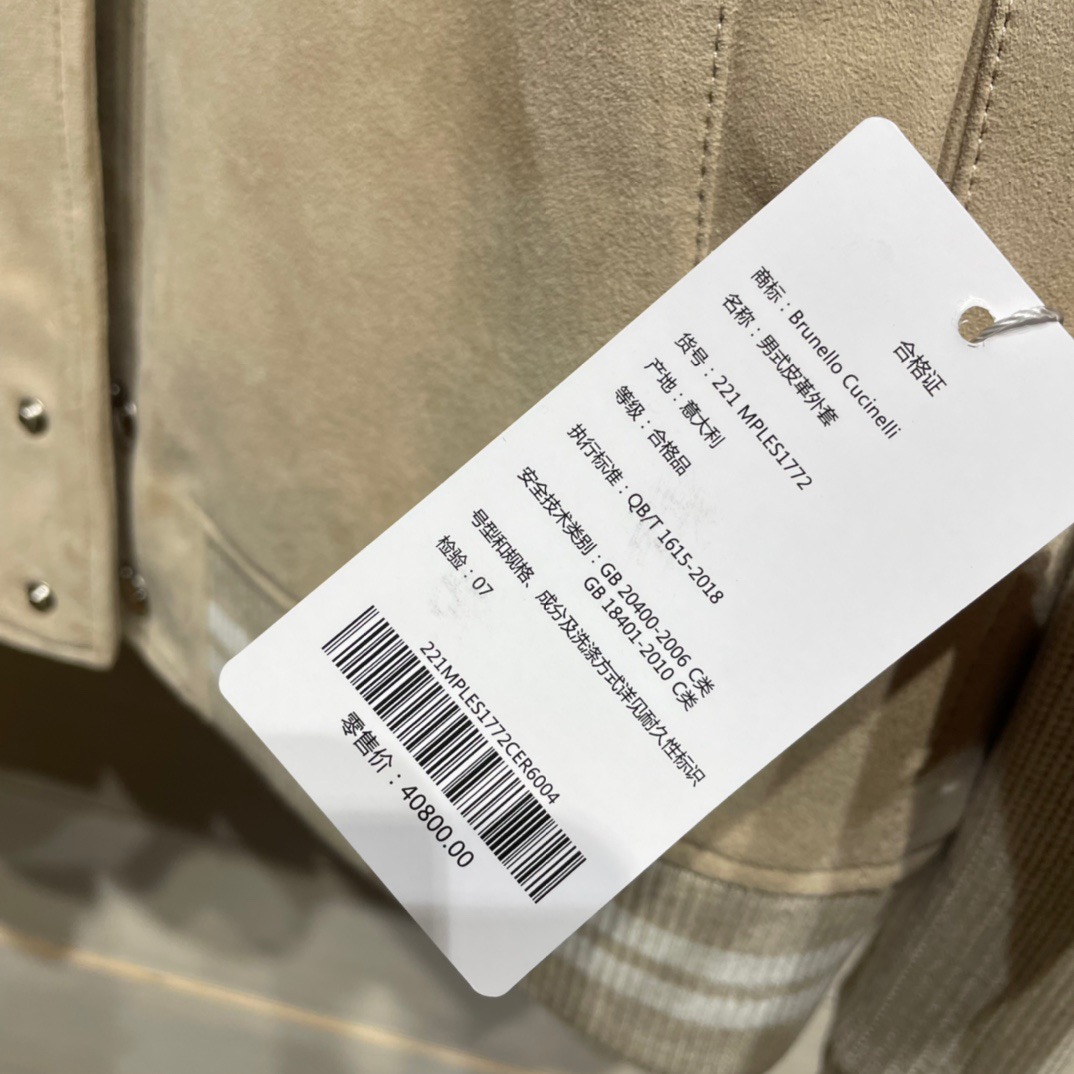 合格证
商标：Brunello Cucinelli
名称：男式皮革外套
货号：221 MPLES1772
产地：意大利
等级：合格品
执行标准：QB/T 1615-2018
安全技术类别：GB 20400-2006 C类
GB 18401-2010 C类
号型和规格、成分及洗涤方式详见耐久性标识
检验：07
221MPLES1772CER6004
零售价：40800.00